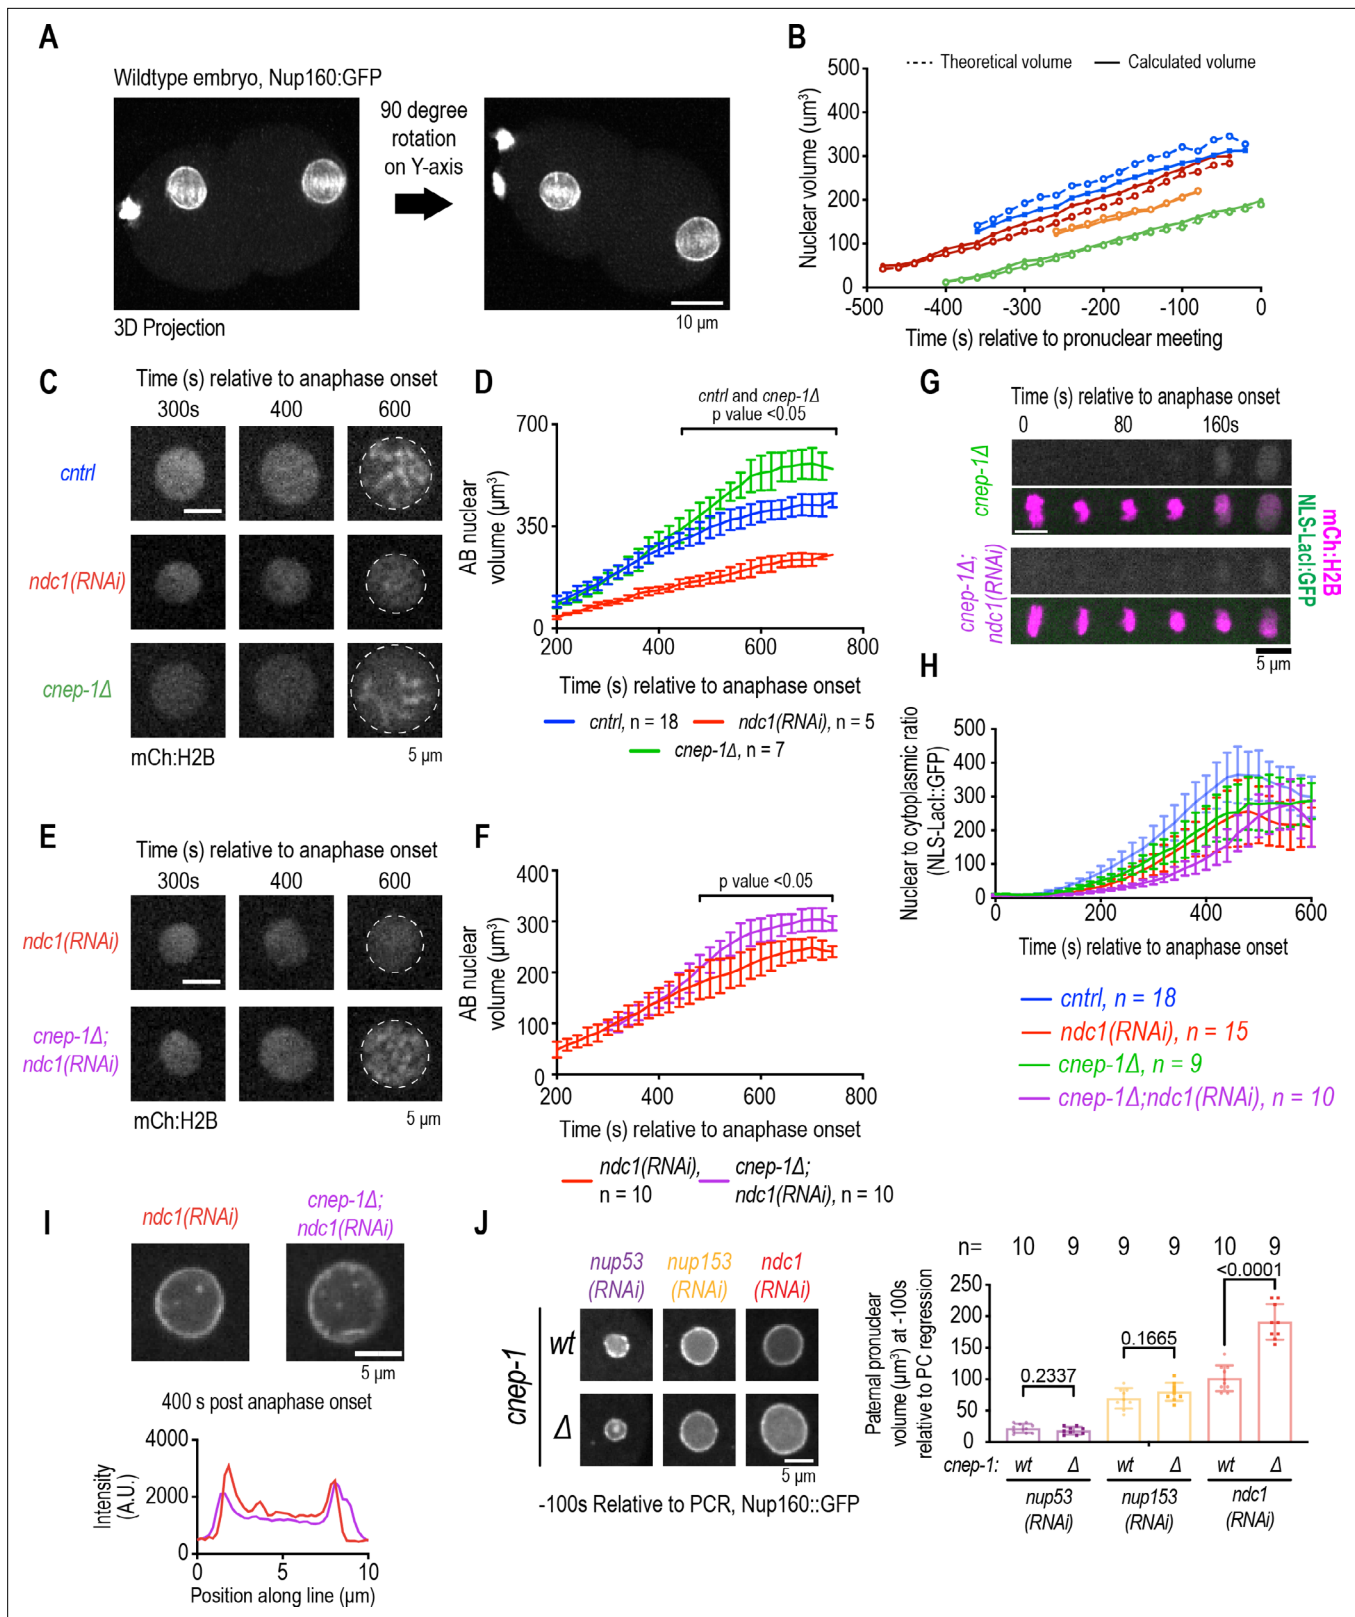 A
Wildtype embryo, Nup160:GFP
90 degree
rotation
on Y-axis
10 µm
3D Projection
B
Theoretical volume
Calculated volume
Nuclear volume (µm³)
500
400
300
200
100
0
-500
-400
-300
-200
-100
0
Time (s) relative to pronuclear meeting
C
Time (s) relative to anaphase onset
300s
400
600
cntrl
ndc1(RNAi)
cnep-1Δ
mCh:H2B
5 µm
D
cntrl and cnep-1Δ
p value <0.05
AB nuclear
volume (µm³)
700
350
0
200
400
600
800
Time (s) relative to anaphase onset
cntrl, n = 18
ndc1(RNAi), n = 5
cnep-1Δ, n = 7
G
Time (s) relative to anaphase onset
0
80
160s
cnep-1Δ
cnep-1Δ;
ndc1(RNAi)
mCh:H2B
NLS-LacI:GFP
5 µm
E
Time (s) relative to anaphase onset
300s
400
600
ndc1(RNAi)
cnep-1Δ;
ndc1(RNAi)
mCh:H2B
5 µm
F
p value <0.05
AB nuclear
volume (µm³)
400
300
200
100
0
200
400
600
800
Time (s) relative to anaphase onset
ndc1(RNAi),
n = 10
cnep-1Δ;
ndc1(RNAi), n = 10
H
Nuclear to cytoplasmic ratio
(NLS-LacI::GFP)
500
400
300
200
100
0
0
200
400
600
Time (s) relative to anaphase onset
cntrl, n = 18
ndc1(RNAi), n = 15
cnep-1Δ, n = 9
cnep-1Δ;ndc1(RNAi), n = 10
I
ndc1(RNAi)
cnep-1Δ;
ndc1(RNAi)
5 µm
400 s post anaphase onset
Intensity
(A.U.)
4000
2000
0
0
5
10
Position along line (µm)
J
nup53
(RNAi)
nup153
(RNAi)
ndc1
(RNAi)
cnep-1
wt
Δ
5 µm
-100s Relative to PCR, Nup160::GFP
n=
10
9
9
9
10
9
Paternal pronuclear
volume (µm³) at -100s
relative to PC regression
250
200
150
100
50
0
0.2337
0.1665
<0.0001
cnep-1:
wt
Δ
wt
Δ
wt
Δ
nup53
(RNAi)
nup153
(RNAi)
ndc1
(RNAi)